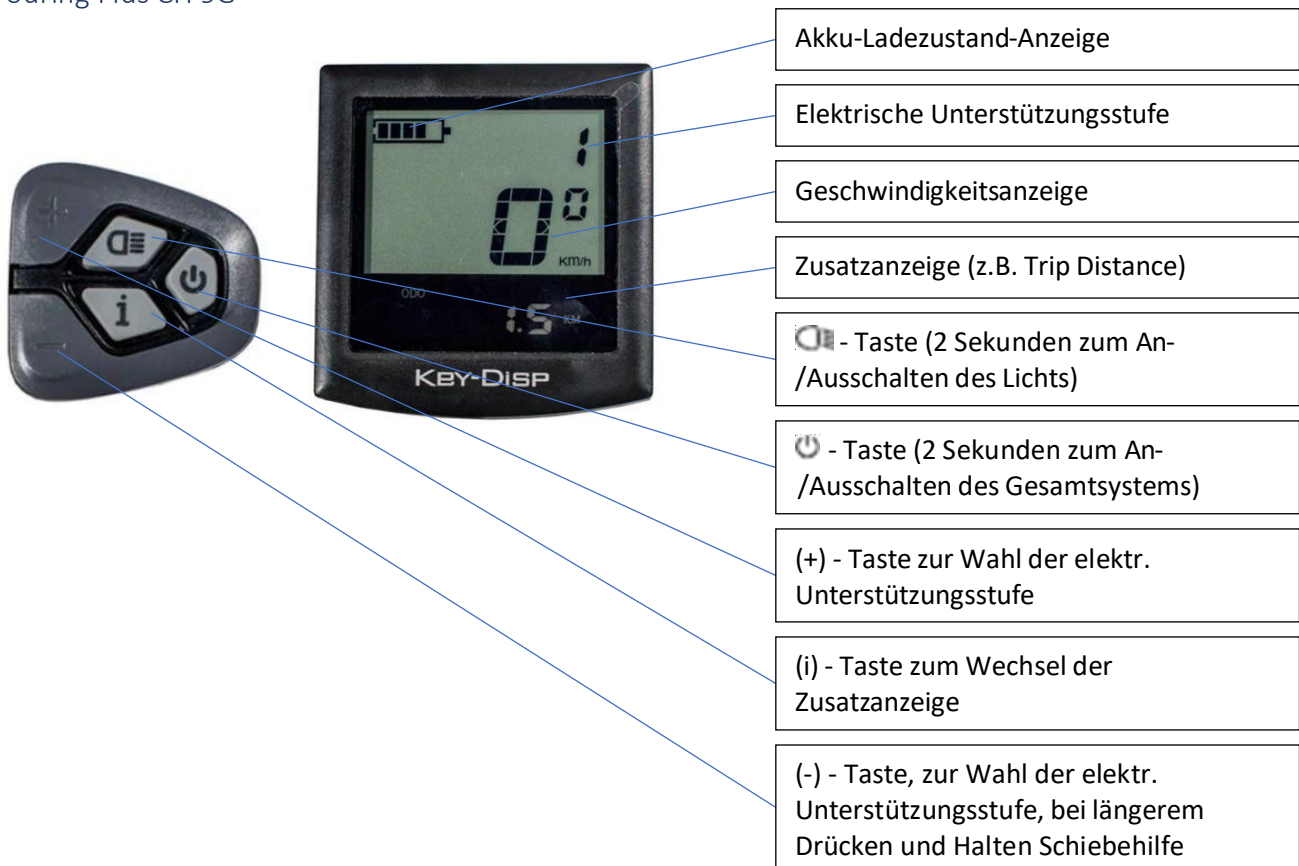 Akku-Ladezustand-Anzeige
Elektrische Unterstützungsstufe
Geschwindigkeitsanzeige
Zusatzanzeige (z.B. Trip Distance)
- Taste (2 Sekunden zum An-
/Ausschalten des Lichts)
- Taste (2 Sekunden zum An-
/Ausschalten des Gesamtsystems)
(+) - Taste zur Wahl der elektr.
Unterstützungsstufe
(i) - Taste zum Wechsel der
Zusatzanzeige
(-) - Taste, zur Wahl der elektr.
Unterstützungsstufe, bei längerem
Drücken und Halten Schiebehilfe
+
i
−
1
0 0
KM/h
ODO
1.5 KM
KEY-DISP